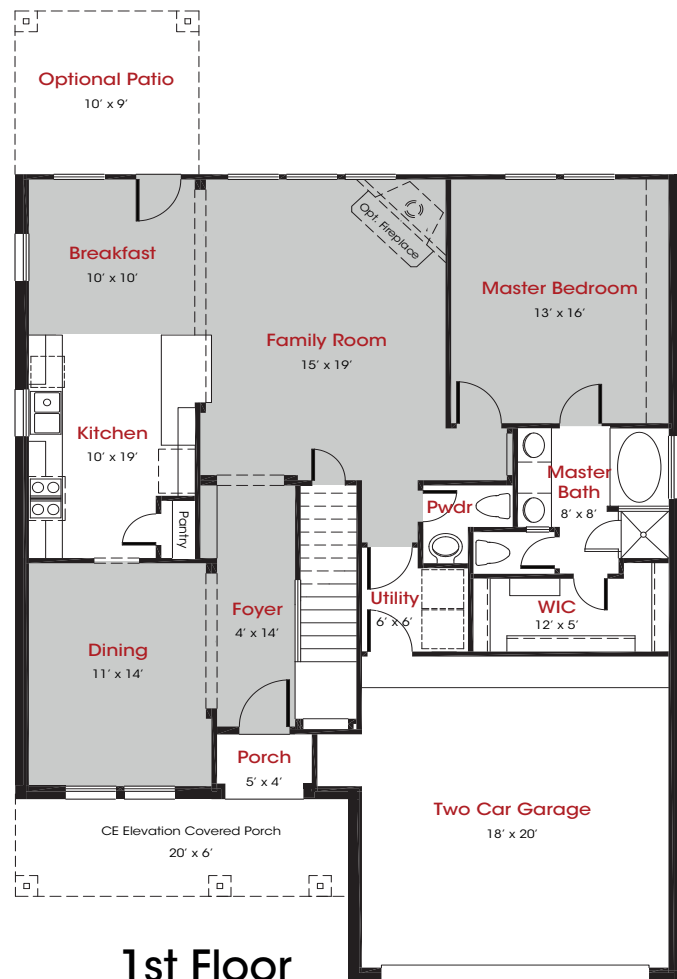 Optional Patio
10’ x 9’
Opt. Fireplace
Breakfast
10’ x 10’
Master Bedroom
13’ x 16’
Family Room
15’ x 19’
Kitchen
10’ x 19’
Master
Bath
8’ x 8’
Pwdr
Pantry
Utility
6’ x 6’
WIC
12’ x 5’
Foyer
4’ x 14’
Dining
11’ x 14’
Porch
5’ x 4’
Two Car Garage
18’ x 20’
CE Elevation Covered Porch
20’ x 6’
1st Floor